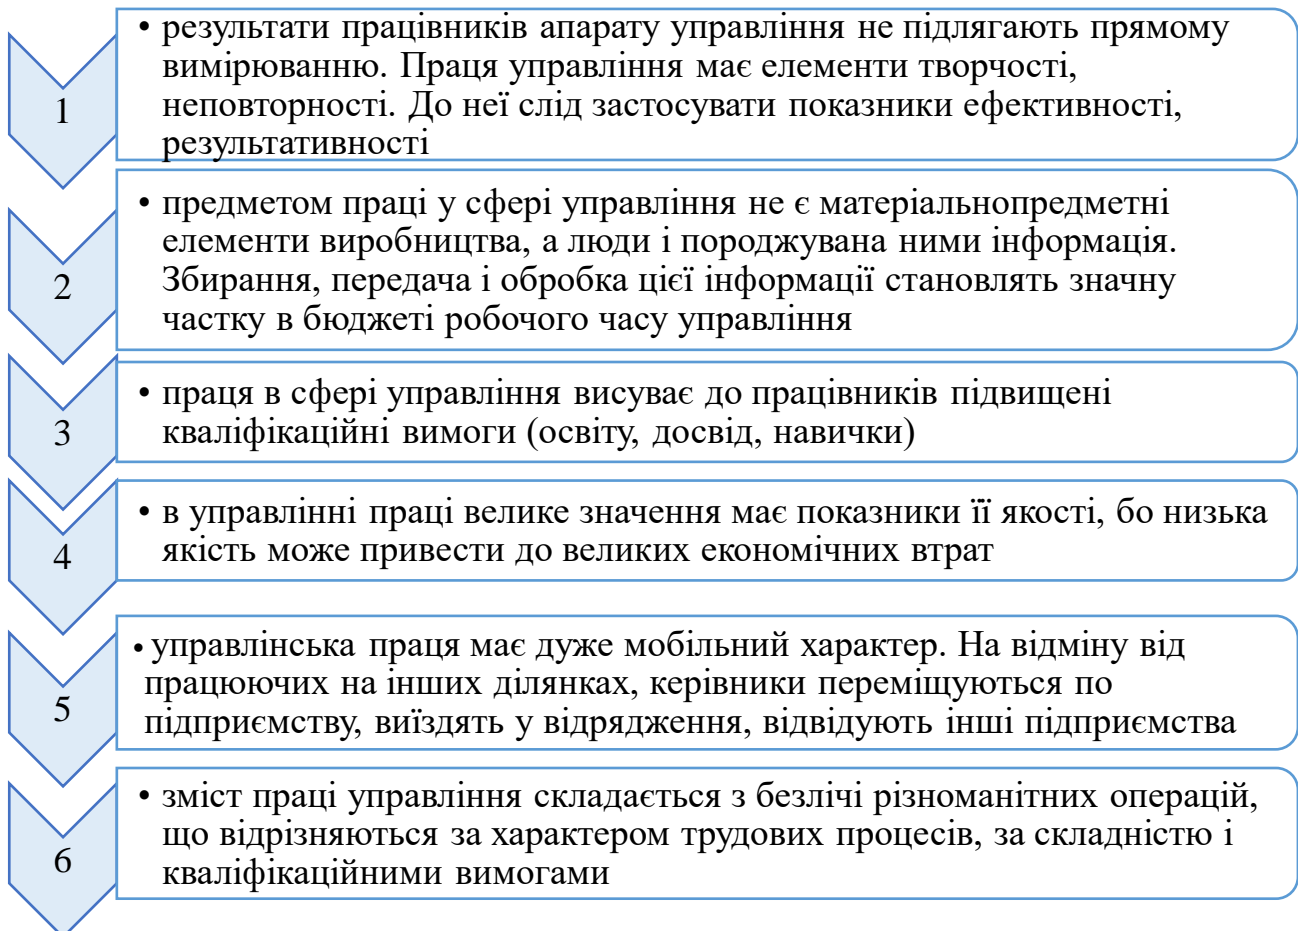 1
• результати працівників апарату управління не підлягають прямому
вимірюванню. Праця управління має елементи творчості,
неповторності. До неї слід застосувати показники ефективності,
результативності
2
• предметом праці у сфері управління не є матеріальнопредметні
елементи виробництва, а люди і породжувана ними інформація.
Збирання, передача і обробка цієї інформації становлять значну
частку в бюджеті робочого часу управління
3
• праця в сфері управління висуває до працівників підвищені
кваліфікаційні вимоги (освіту, досвід, навички)
4
• в управлінні праці велике значення має показники її якості, бо низька
якість може привести до великих економічних втрат
5
• управлінська праця має дуже мобільний характер. На відміну від
працюючих на інших ділянках, керівники переміщуються по
підприємству, виїздять у відрядження, відвідують інші підприємства
6
• зміст праці управління складається з безлічі різноманітних операцій,
що відрізняються за характером трудових процесів, за складністю і
кваліфікаційними вимогами